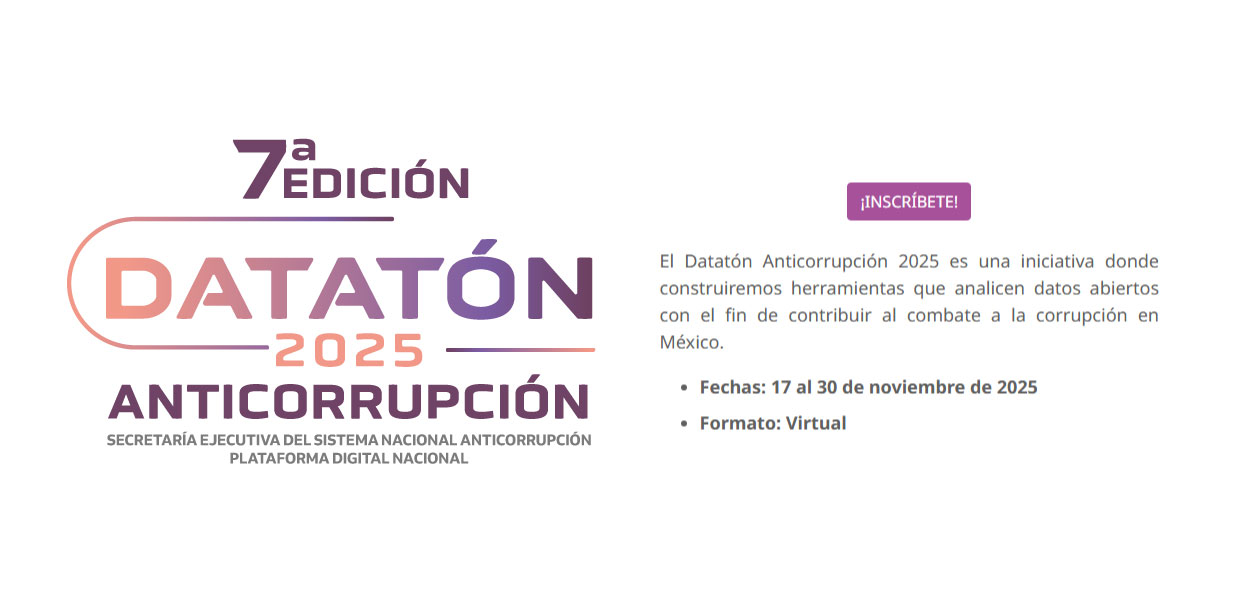 7ª EDICIÓN
DATATÓN
2025
ANTICORRUPCIÓN
SECRETARÍA EJECUTIVA DEL SISTEMA NACIONAL ANTICORRUPCIÓN
PLATAFORMA DIGITAL NACIONAL
¡INSCRÍBETE!
El Datatón Anticorrupción 2025 es una iniciativa donde
construiremos herramientas que analicen datos abiertos
con el fin de contribuir al combate a la corrupción en
México.
• Fechas: 17 al 30 de noviembre de 2025
• Formato: Virtual